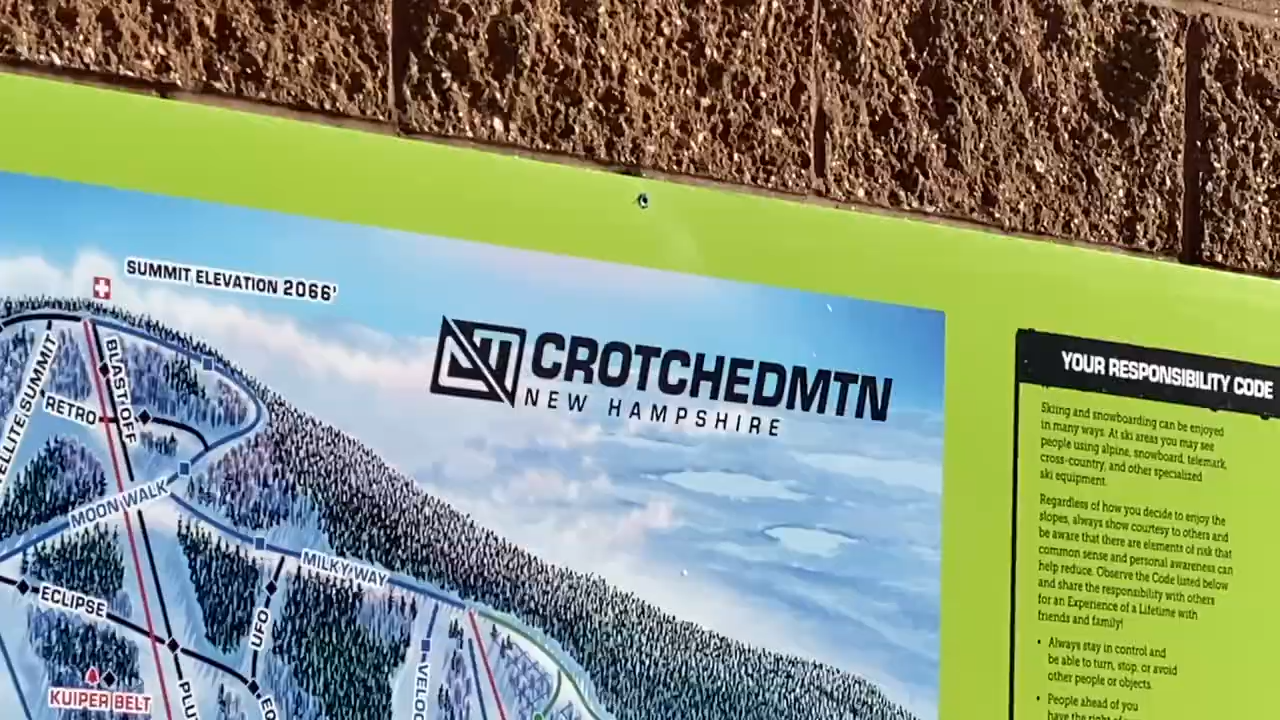 SUMMIT ELEVATION 2066'
CROTCHEDMTN
NEW HAMPSHIRE
BLAST OFF
SUMMIT
RETRO
MOON WALK
MILKY WAY
ECLIPSE
UFO
KUIPER BELT
YOUR RESPONSIBILITY CODE
Skiing and snowboarding can be enjoyed
in many ways. At ski areas you may see
people using alpine, snowboard, telemark,
cross-country, and other specialized
ski equipment.
Regardless of how you decide to enjoy the
slopes, always show courtesy to others and
be aware that there are elements of risk that
common sense and personal awareness can
help reduce. Observe the Code listed below
and share the responsibility with others
for an Experience of a Lifetime with
friends and family!
• Always stay in control and
be able to turn, stop, or avoid
other people or objects.
• People ahead of you
have the right of